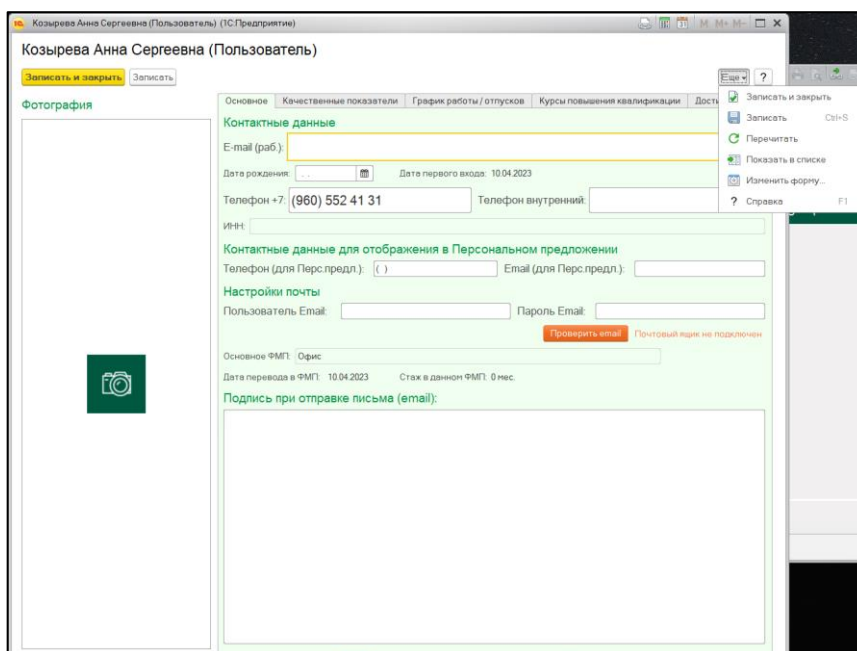 Козырева Анна Сергеевна (Пользователь) (1С:Предприятие) M M+ M-
Козырева Анна Сергеевна (Пользователь)
Записать и закрыть Записать Еще ?
Фотография
Основное Качественные показатели График работы / отпусков Курсы повышения квалификации Дости
Записать и закрыть
Записать Ctrl+S
Перечитать
Показать в списке
Изменить форму...
? Справка F1
Контактные данные
E-mail (раб.):
Дата рождения: . . Дата первого входа: 10.04.2023
Телефон +7: (960) 552 41 31 Телефон внутренний:
ИНН:
Контактные данные для отображения в Персональном предложении
Телефон (для Перс.предл.): ( ) Email (для Перс.предл.):
Настройки почты
Пользователь Email: Пароль Email:
Проверить email Почтовый ящик не подключен
Основное ФМП: Офис
Дата перевода в ФМП: 10.04.2023 Стаж в данном ФМП: 0 мес.
Подпись при отправке письма (email):